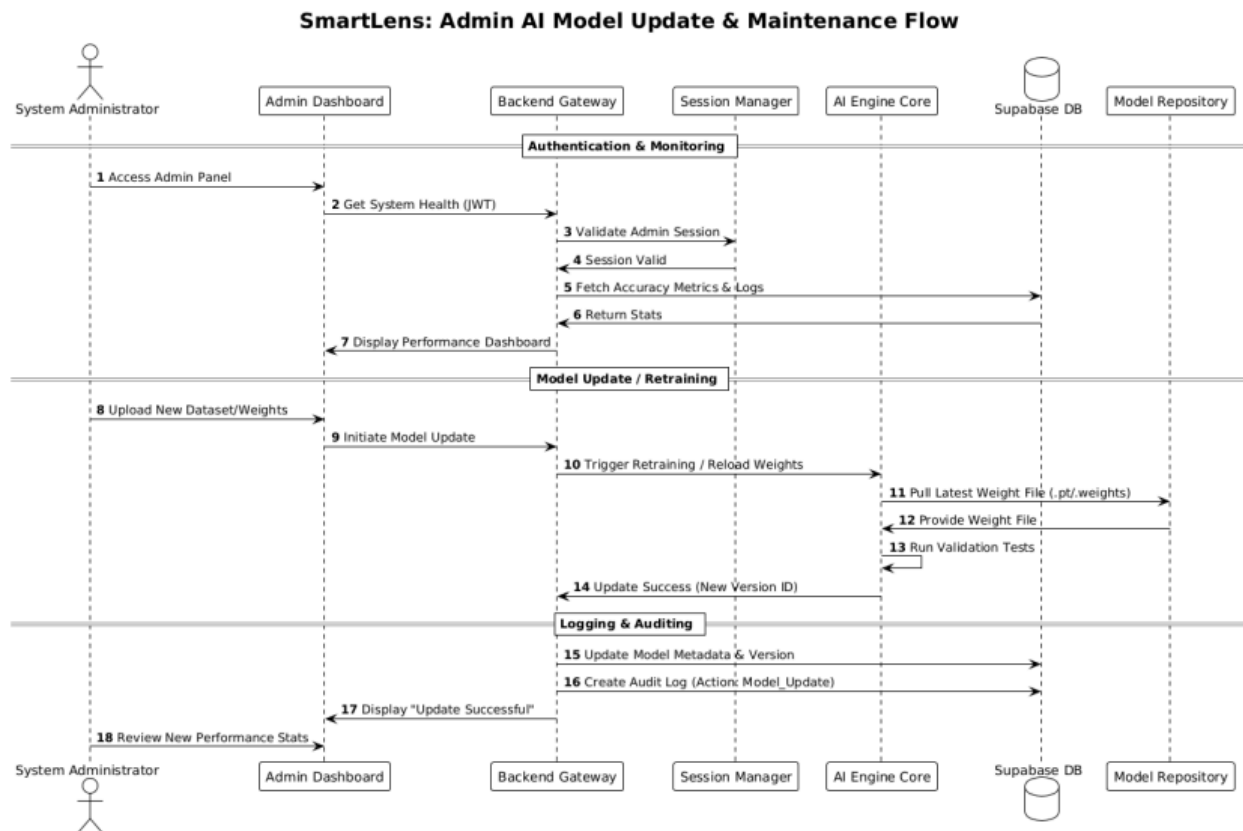 SmartLens: Admin AI Model Update & Maintenance Flow
System Administrator
Admin Dashboard
Backend Gateway
Session Manager
AI Engine Core
Supabase DB
Model Repository
Authentication & Monitoring
1 Access Admin Panel
2 Get System Health (JWT)
3 Validate Admin Session
4 Session Valid
5 Fetch Accuracy Metrics & Logs
6 Return Stats
7 Display Performance Dashboard
Model Update / Retraining
8 Upload New Dataset/Weights
9 Initiate Model Update
10 Trigger Retraining / Reload Weights
11 Pull Latest Weight File (.pt/.weights)
12 Provide Weight File
13 Run Validation Tests
14 Update Success (New Version ID)
Logging & Auditing
15 Update Model Metadata & Version
16 Create Audit Log (Action: Model_Update)
17 Display "Update Successful"
18 Review New Performance Stats
System Administrator
Admin Dashboard
Backend Gateway
Session Manager
AI Engine Core
Supabase DB
Model Repository